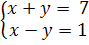 x + y = 7
x − y = 1